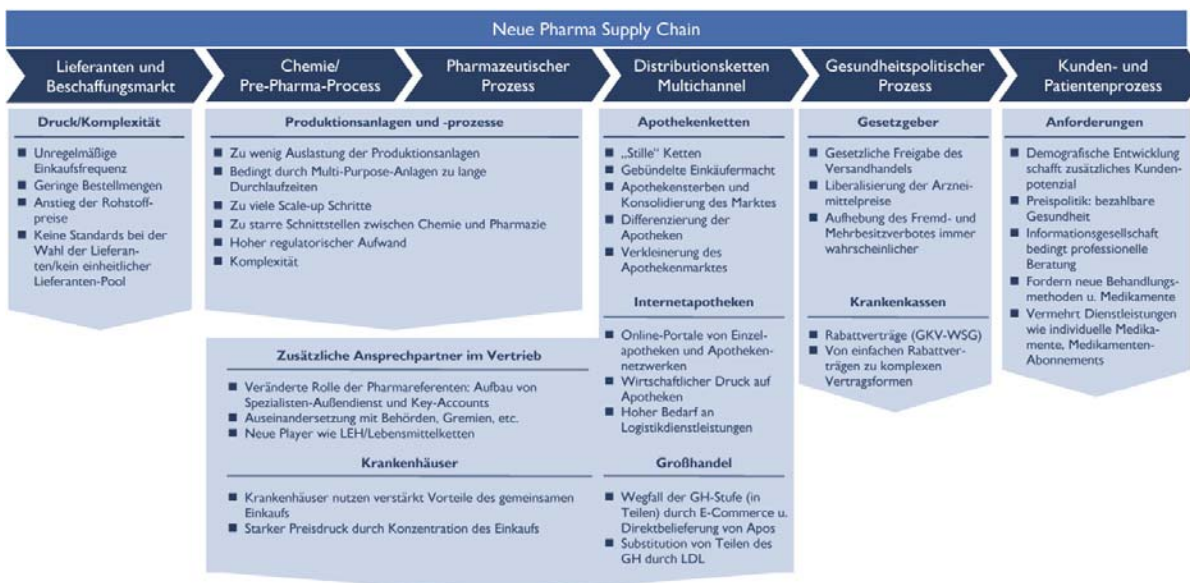 Neue Pharma Supply Chain
Lieferanten und
Beschaffungsmarkt
Chemie/
Pre-Pharma-Process
Pharmazeutischer
Prozess
Distributionsketten
Multichannel
Gesundheitspolitischer
Prozess
Kunden- und
Patientenprozess
Druck/Komplexität
Unregelmäßige
Einkaufsfrequenz
Geringe Bestellmengen
Anstieg der Rohstoff-
preise
Keine Standards bei der
Wahl der Lieferan-
ten/kein einheitlicher
Lieferanten-Pool
Produktionsanlagen und -prozesse
Zu wenig Auslastung der Produktionsanlagen
Bedingt durch Multi-Purpose-Anlagen zu lange
Durchlaufzeiten
Zu viele Scale-up Schritte
Zu starre Schnittstellen zwischen Chemie und Pharmazie
Hoher regulatorischer Aufwand
Komplexität
Zusätzliche Ansprechpartner im Vertrieb
Veränderte Rolle der Pharmareferenten: Aufbau von
Spezialisten-Außendienst und Key-Accounts
Auseinandersetzung mit Behörden, Gremien, etc.
Neue Player wie LEH/Lebensmittelketten
Krankenhäuser
Krankenhäuser nutzen verstärkt Vorteile des gemeinsamen
Einkaufs
Starker Preisdruck durch Konzentration des Einkaufs
Apothekenketten
„Stille“ Ketten
Gebündelte Einkäufermacht
Apothekensterben und
Konsolidierung des Marktes
Differenzierung der
Apotheken
Verkleinerung des
Apothekenmarktes
Internetapotheken
Online-Portale von Einzel-
apotheken und Apotheken-
netzwerken
Wirtschaftlicher Druck auf
Apotheken
Hoher Bedarf an
Logistikdienstleistungen
Großhandel
Wegfall der GH-Stufe (in
Teilen) durch E-Commerce u.
Direktbelieferung von Apos
Substitution von Teilen des
GH durch LDL
Gesetzgeber
Gesetzliche Freigabe des
Versandhandels
Liberalisierung der Arznei-
mittelpreise
Aufhebung des Fremd- und
Mehrbesitzverbotes immer
wahrscheinlicher
Krankenkassen
Rabattverträge (GKV-WSG)
Von einfachen Rabattver-
trägen zu komplexen
Vertragsformen
Anforderungen
Demografische Entwicklung
schafft zusätzliches Kunden-
potenzial
Preispolitik: bezahlbare
Gesundheit
Informationsgesellschaft
bedingt professionelle
Beratung
Fordern neue Behandlungs-
methoden u. Medikamente
Vermehrt Dienstleistungen
wie individuelle Medika-
mente, Medikamenten-
Abonnements